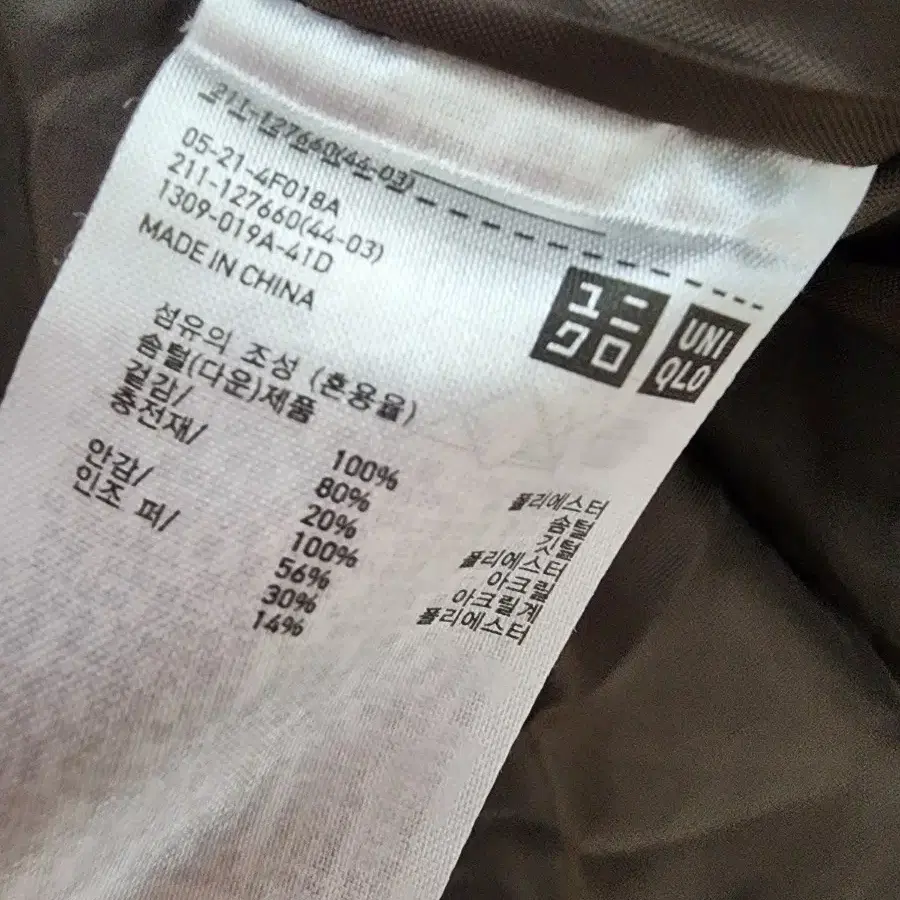 211-127660(44-03)
05-21-4F018A
211-127660(44-03)
1309-019A-41D
MADE IN CHINA
ユニ
クロ
UNI
QLO
섬유의 조성 (혼용율)
솜털(다운)제품
겉감/ 100% 폴리에스터
충전재/ 80% 솜털
20% 깃털
안감/ 100% 폴리에스터
인조 퍼/ 56% 아크릴
30% 아크릴계
14% 폴리에스터